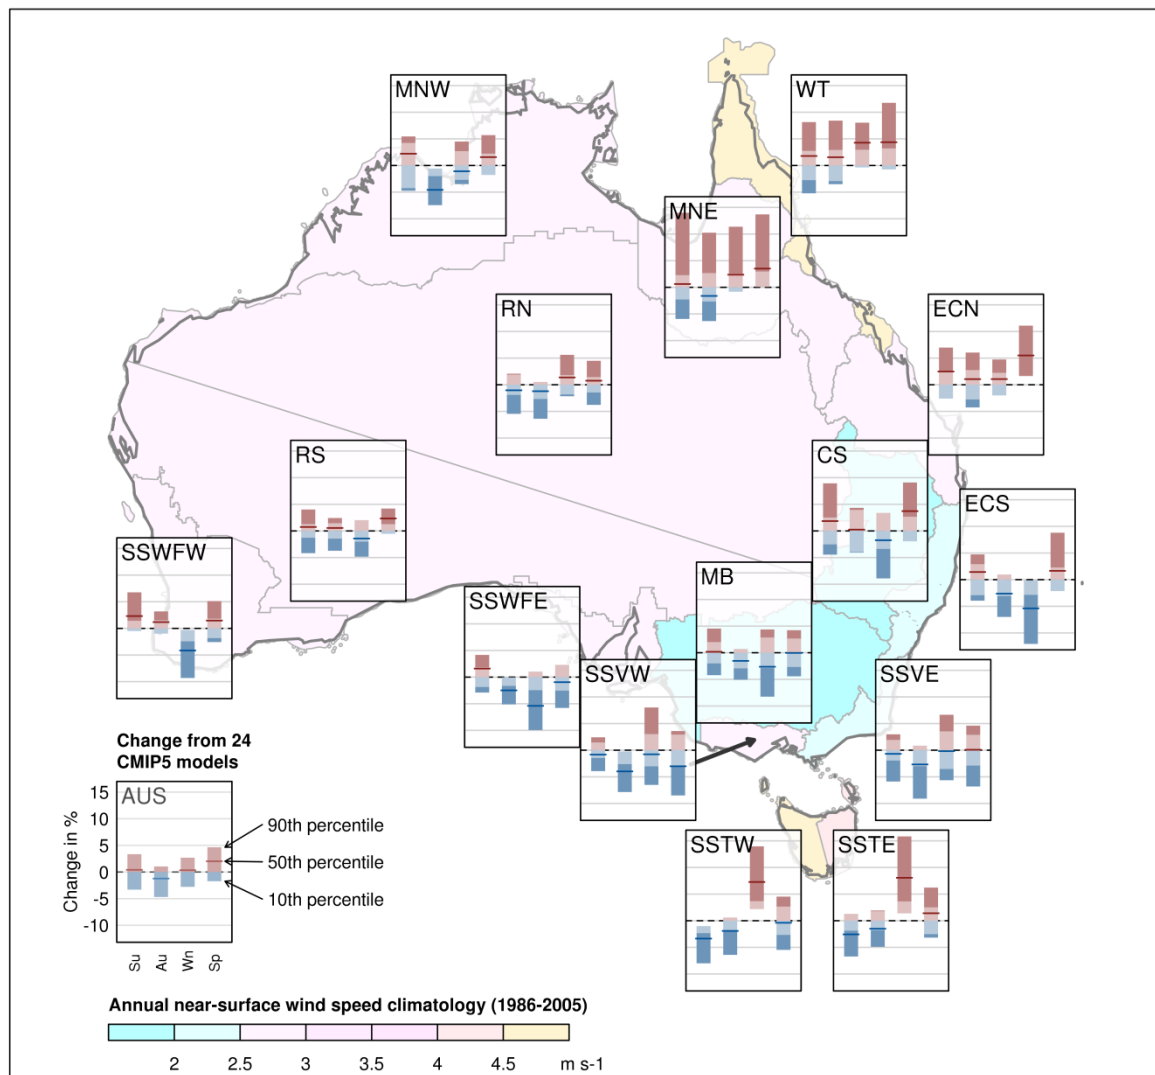 MNW
WT
MNE
RN
ECN
RS
CS
ECS
SSWFW
MB
SSWFE
SSVW
SSVE
Change from 24
CMIP5 models
AUS
15
10
5
0
-5
-10
Change in %
90th percentile
50th percentile
10th percentile
Su Au Wn Sp
SSTW
SSTE
Annual near-surface wind speed climatology (1986-2005)
2 2.5 3 3.5 4 4.5 m s-1